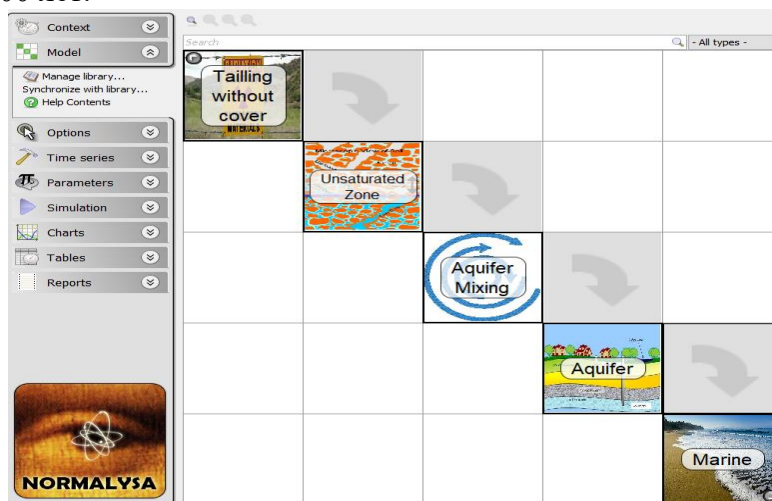 Context
Model
Manage library...
Synchronize with library...
Help Contents
Options
Time series
Parameters
Simulation
Charts
Tables
Reports
NORMALYSA
Search
- All types -
Tailling
without
cover
MATERIALS
Unsaturated
Zone
Aquifer
Mixing
Aquifer
Marine